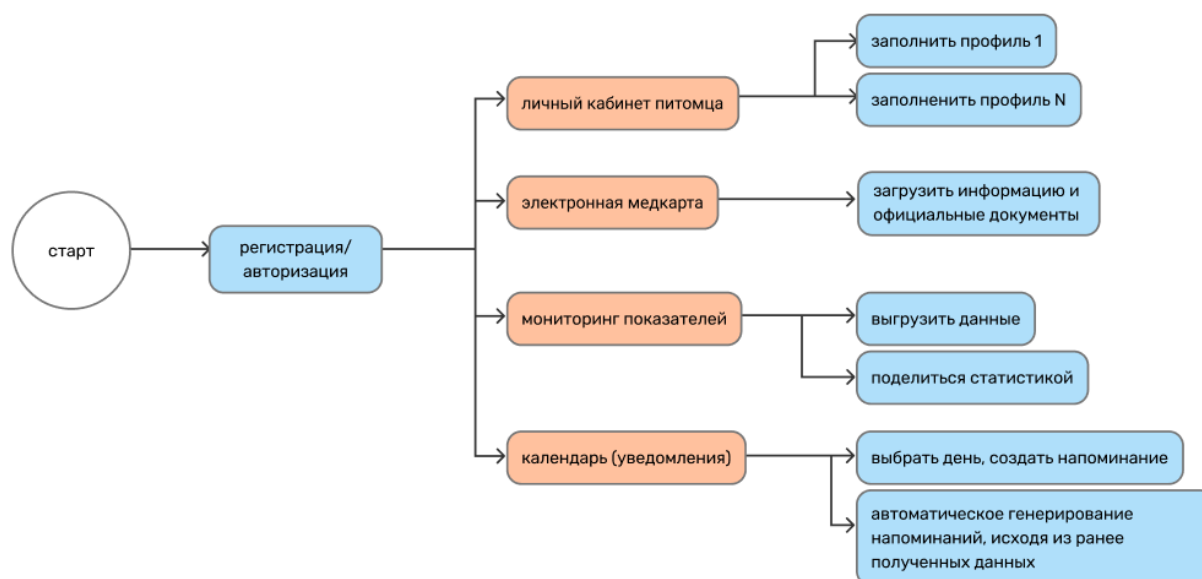 старт
регистрация/
авторизация
личный кабинет питомца
заполнить профиль 1
заполненить профиль N
электронная медкарта
загрузить информацию и
официальные документы
мониторинг показателей
выгрузить данные
поделиться статистикой
календарь (уведомления)
выбрать день, создать напоминание
автоматическое генерирование
напоминаний, исходя из ранее
полученных данных